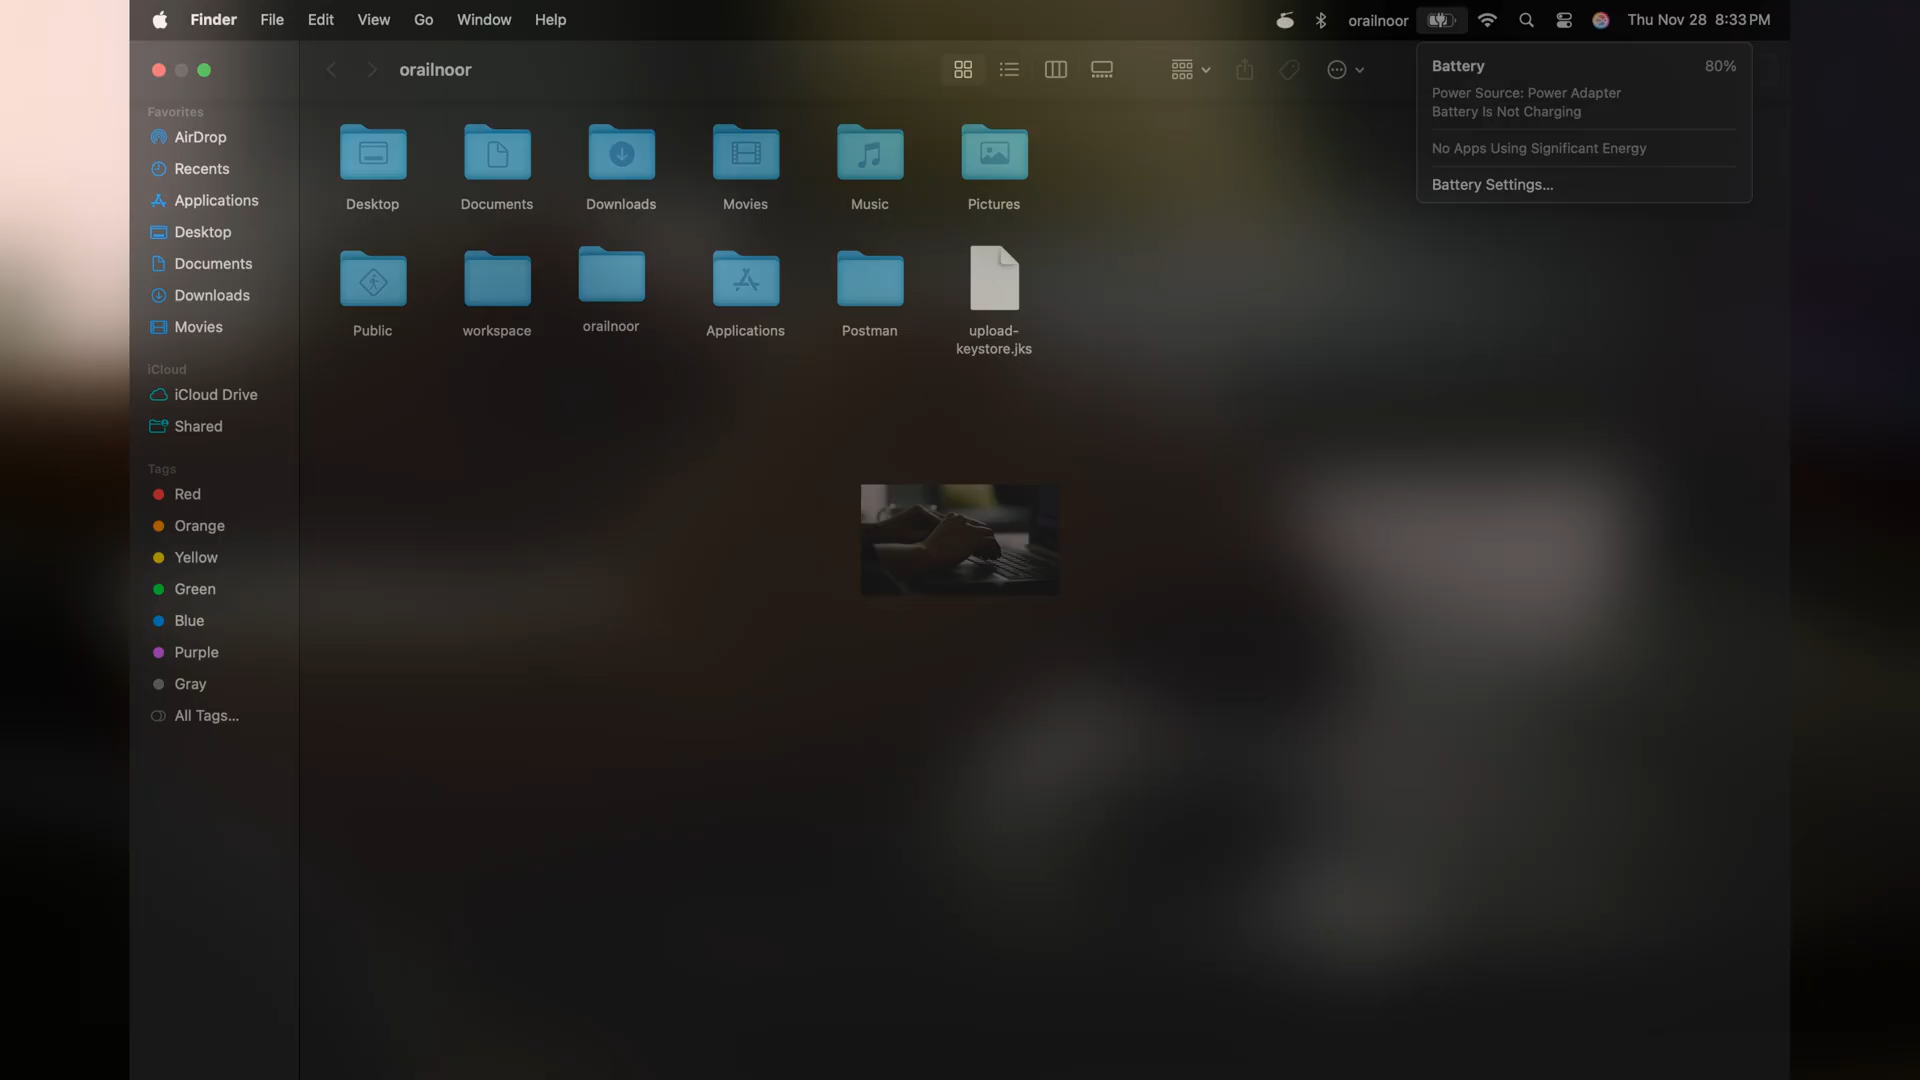 Finder File Edit View Go Window Help
orailnoor
Thu Nov 28 8:33 PM
orailnoor
Battery 80%
Power Source: Power Adapter
Battery Is Not Charging
No Apps Using Significant Energy
Battery Settings...
Favorites
AirDrop
Recents
Applications
Desktop
Documents
Downloads
Movies
iCloud
iCloud Drive
Shared
Tags
Red
Orange
Yellow
Green
Blue
Purple
Gray
All Tags...
Desktop Documents Downloads Movies Music Pictures
Public workspace orailnoor Applications Postman upload-
keystore.jks